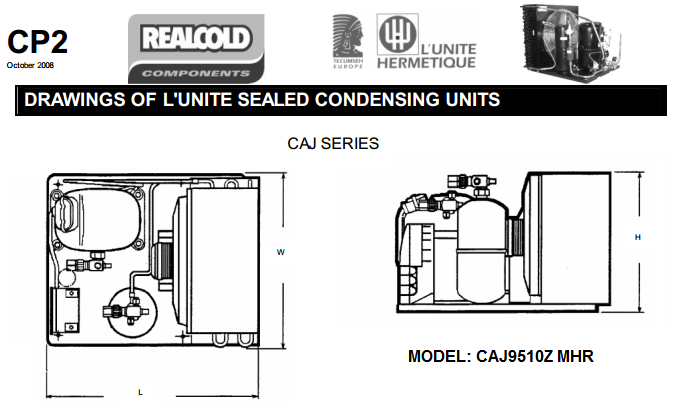 CP2
October 2008
REALCOLD
COMPONENTS
TECUMSEH
EUROPE
L'UNITE
HERMETIQUE
DRAWINGS OF L'UNITE SEALED CONDENSING UNITS
CAJ SERIES
W
H
L
MODEL: CAJ9510Z MHR